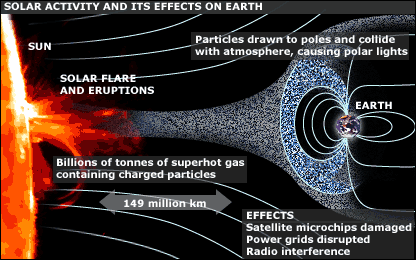 SOLAR ACTIVITY AND ITS EFFECTS ON EARTH
SUN
Particles drawn to poles and collide
with atmosphere, causing polar lights
SOLAR FLARE
AND ERUPTIONS
EARTH
Billions of tonnes of superhot gas
containing charged particles
149 million km
EFFECTS
Satellite microchips damaged
Power grids disrupted
Radio interference